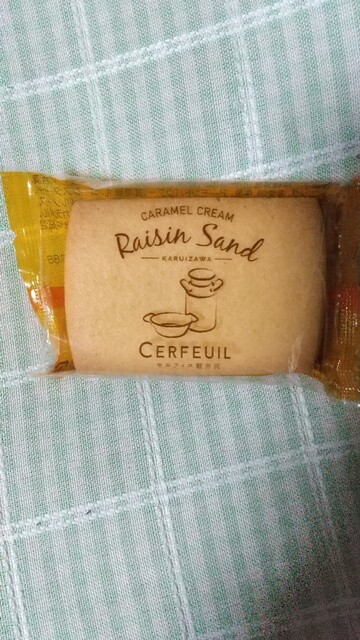 CARAMEL CREAM
Raisin Sand
KARUIZAWA
CERFEUIL
セルフィユ軽井沢